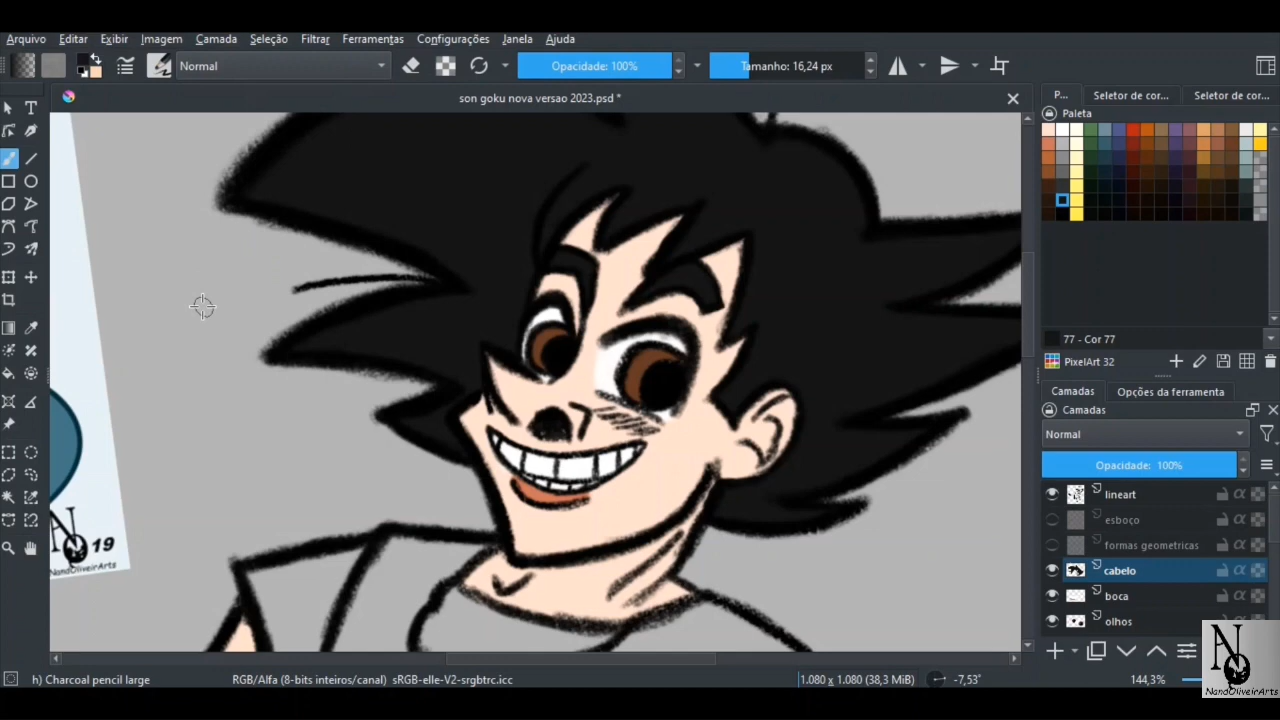 Arquivo Editar Exibir Imagem Camada Seleção Filtrar Ferramentas Configurações Janela Ajuda
Normal Opacidade: 100% Tamanho: 16,24 px
son goku nova versao 2023.psd *
P... Seletor de cor... Seletor de cor...
Paleta
77 - Cor 77
PixelArt 32
Camadas Opções da ferramenta
Camadas
Normal
Opacidade: 100%
lineart
esboço
formas geometricas
cabelo
boca
olhos
19
NandOliveirArts
h) Charcoal pencil large RGB/Alfa (8-bits inteiros/canal) sRGB-elle-V2-srgbtrc.icc 1.080 x 1.080 (38,3 MiB) -7,53° 144,3%
NandOliveirArts